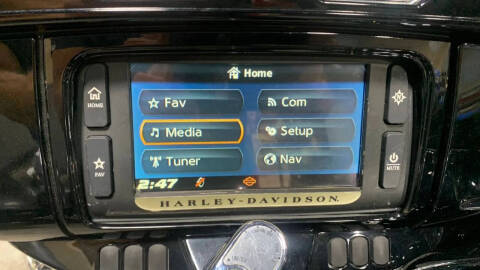 Home
HOME
Fav
Com
Media
Setup
FAV
Tuner
Nav
MUTE
2:47
HARLEY-DAVIDSON